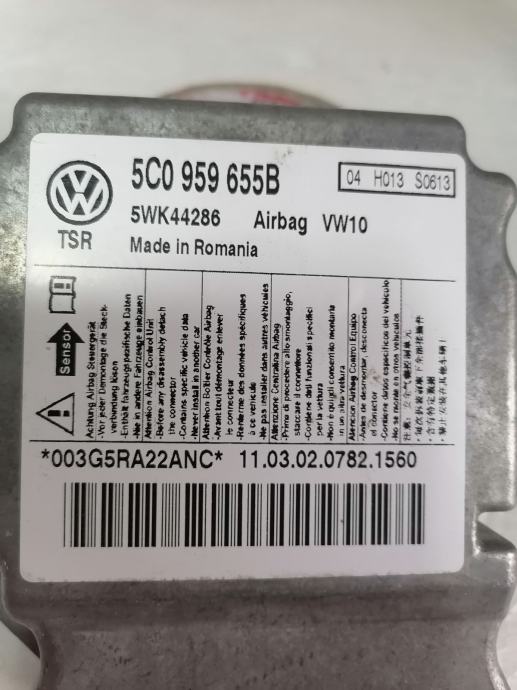 5C0 959 655B
04 H013 S0613
5WK44286 Airbag VW10
TSR
Made in Romania
Sensor
Achtung Airbag Steuergerät
-vor jeder Demontage die Steck-
verbindung lösen
-Enthält fahrzeugspezifische Daten
-Nie in andere Fahrzeuge einbauen
Attention Airbag Control Unit
-Before any disassembly detach
the connector
-Contains specific vehicle data
-Never install in another car
Attention Boîtier Contrôle Airbag
-Avant tout démontage enlever
le connecteur
-Renferme des données spécifiques
à ce véhicule
-Ne pas installer dans autres véhicules
Attenzione Centralina Airbag
-Prima di procedere allo smontaggio,
staccare il connettore
-Contiene dati funzionali specifici
per la vettura
-Non e quigdi consentito montarla
in un altra vettura
Atencion Airbag Control Equipo
-Antes de desmontar, desconecta
el conector
-Contiene datos especificos del vehiculo
-No se monte en otros vehiculos
*003G5RA22ANC* 11.03.02.0782.1560